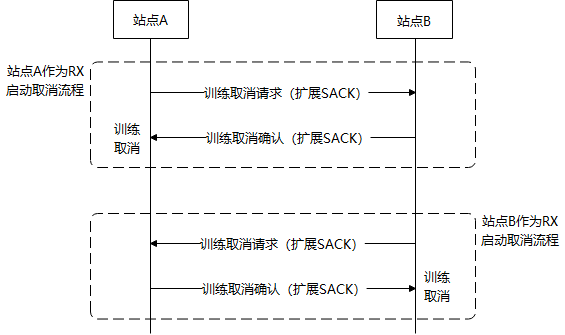 站点A
站点B
站点A作为RX
启动取消流程
训练取消请求（扩展SACK）
训练取消确认（扩展SACK）
训练
取消
站点B作为RX
启动取消流程
训练取消请求（扩展SACK）
训练取消确认（扩展SACK）
训练
取消